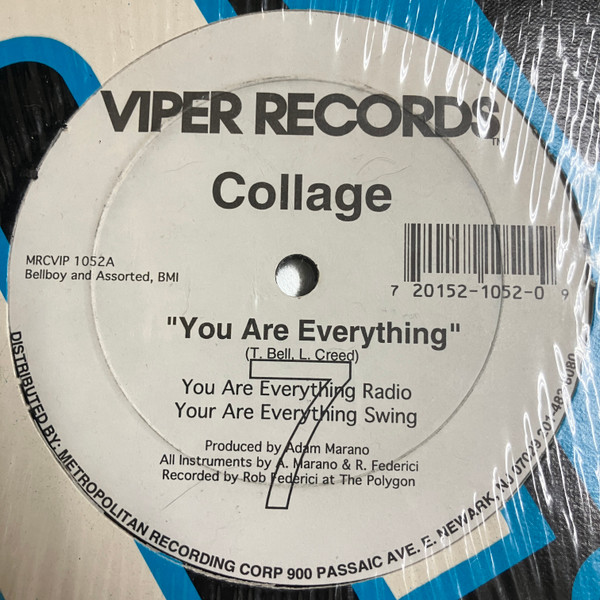 VIPER RECORDS
TM
Collage
MRCVIP 1052A
Bellboy and Assorted, BMI
7 20152-1052-0 9
"You Are Everything"
(T. Bell, L. Creed)
You Are Everything Radio
Your Are Everything Swing
Produced by Adam Marano
All Instruments by A. Marano & R. Federici
Recorded by Rob Federici at The Polygon
7
DISTRIBUTED BY: METROPOLITAN RECORDING CORP 900 PASSAIC AVE. E. NEWARK, NJ